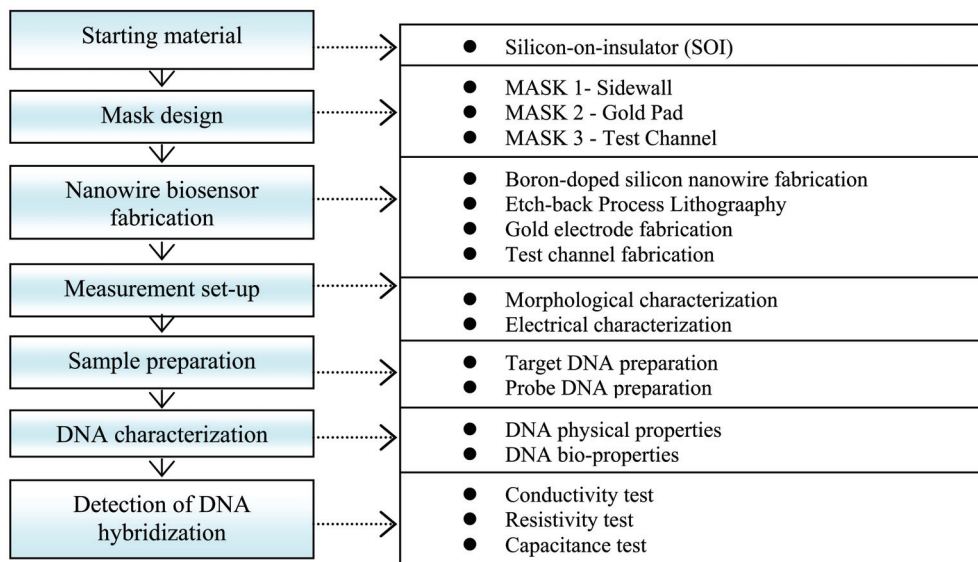 Starting material
● Silicon-on-insulator (SOI)
Mask design
● MASK 1- Sidewall
● MASK 2 - Gold Pad
● MASK 3 - Test Channel
Nanowire biosensor
fabrication
● Boron-doped silicon nanowire fabrication
● Etch-back Process Lithograaphy
● Gold electrode fabrication
● Test channel fabrication
Measurement set-up
● Morphological characterization
● Electrical characterization
Sample preparation
● Target DNA preparation
● Probe DNA preparation
DNA characterization
● DNA physical properties
● DNA bio-properties
Detection of DNA
hybridization
● Conductivity test
● Resistivity test
● Capacitance test